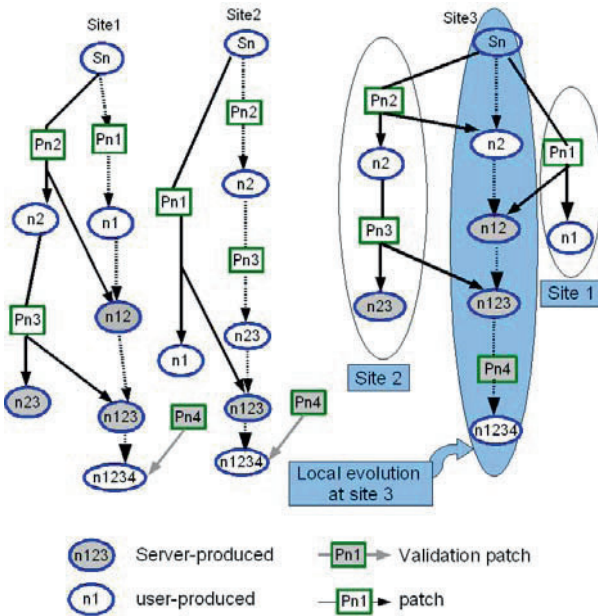 Site1
Sn
Pn2
Pn1
n2
n1
n12
Pn3
n23
n123
n1234
Pn4
Site2
Sn
Pn2
n2
Pn1
Pn3
n23
n1
n123
n1234
Pn4
Site3
Sn
Pn2
Pn1
n2
n2
n12
n1
Pn3
n23
n123
Site 1
Site 2
Pn4
n1234
Local evolution
at site 3
n123
Server-produced
Pn1
Validation patch
n1
user-produced
Pn1
patch